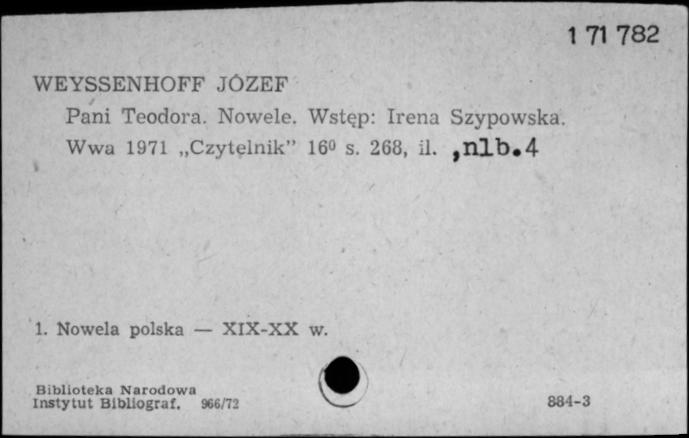 1 71 782
WEYSSENHOFF JÓZEF
Pani Teodora. Nowele. Wstęp: Irena Szypowska.
Wwa 1971 „Czytelnik” 16⁰ s. 268, il. ,nlb.4
1. Nowela polska — XIX-XX w.
Biblioteka Narodowa
Instytut Bibliograf. 966/72
884-3